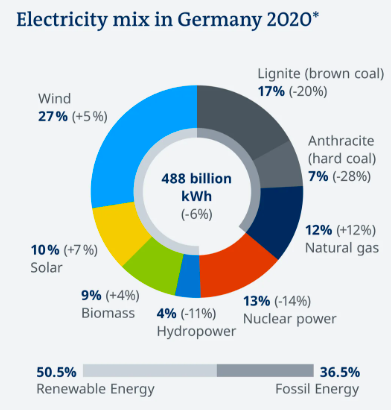 Electricity mix in Germany 2020*
Lignite (brown coal)
17% (-20%)
Wind
27% (+5%)
Anthracite
(hard coal)
7% (-28%)
488 billion
kWh
(-6%)
12% (+12%)
Natural gas
10% (+7%)
Solar
9% (+4%)
Biomass
4% (-11%)
Hydropower
13% (-14%)
Nuclear power
50.5%
Renewable Energy
36.5%
Fossil Energy